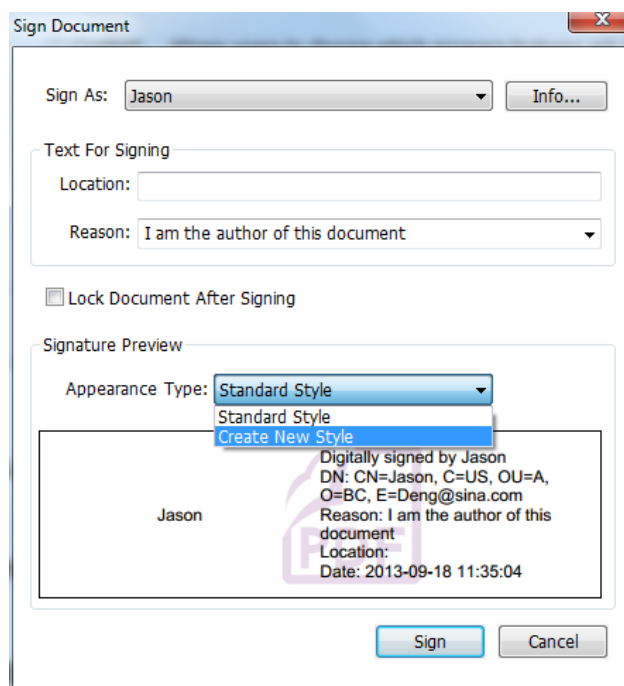 Sign Document
Sign As: Jason Info...
Text For Signing
Location:
Reason: I am the author of this document
Lock Document After Signing
Signature Preview
Appearance Type: Standard Style
Standard Style
Create New Style
Jason
Digitally signed by Jason
DN: CN=Jason, C=US, OU=A,
O=BC, E=Deng@sina.com
Reason: I am the author of this
document
Location:
Date: 2013-09-18 11:35:04
PDF
Sign Cancel